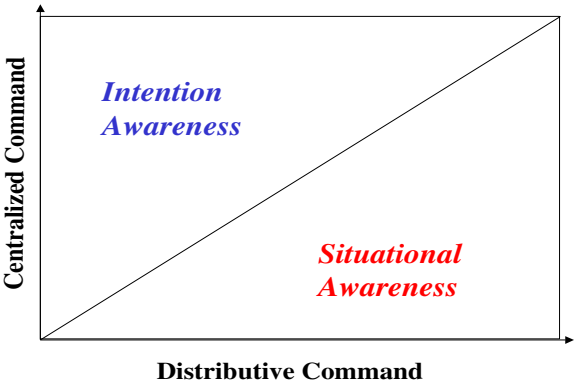 Centralized Command
Intention
Awareness
Situational
Awareness
Distributive Command